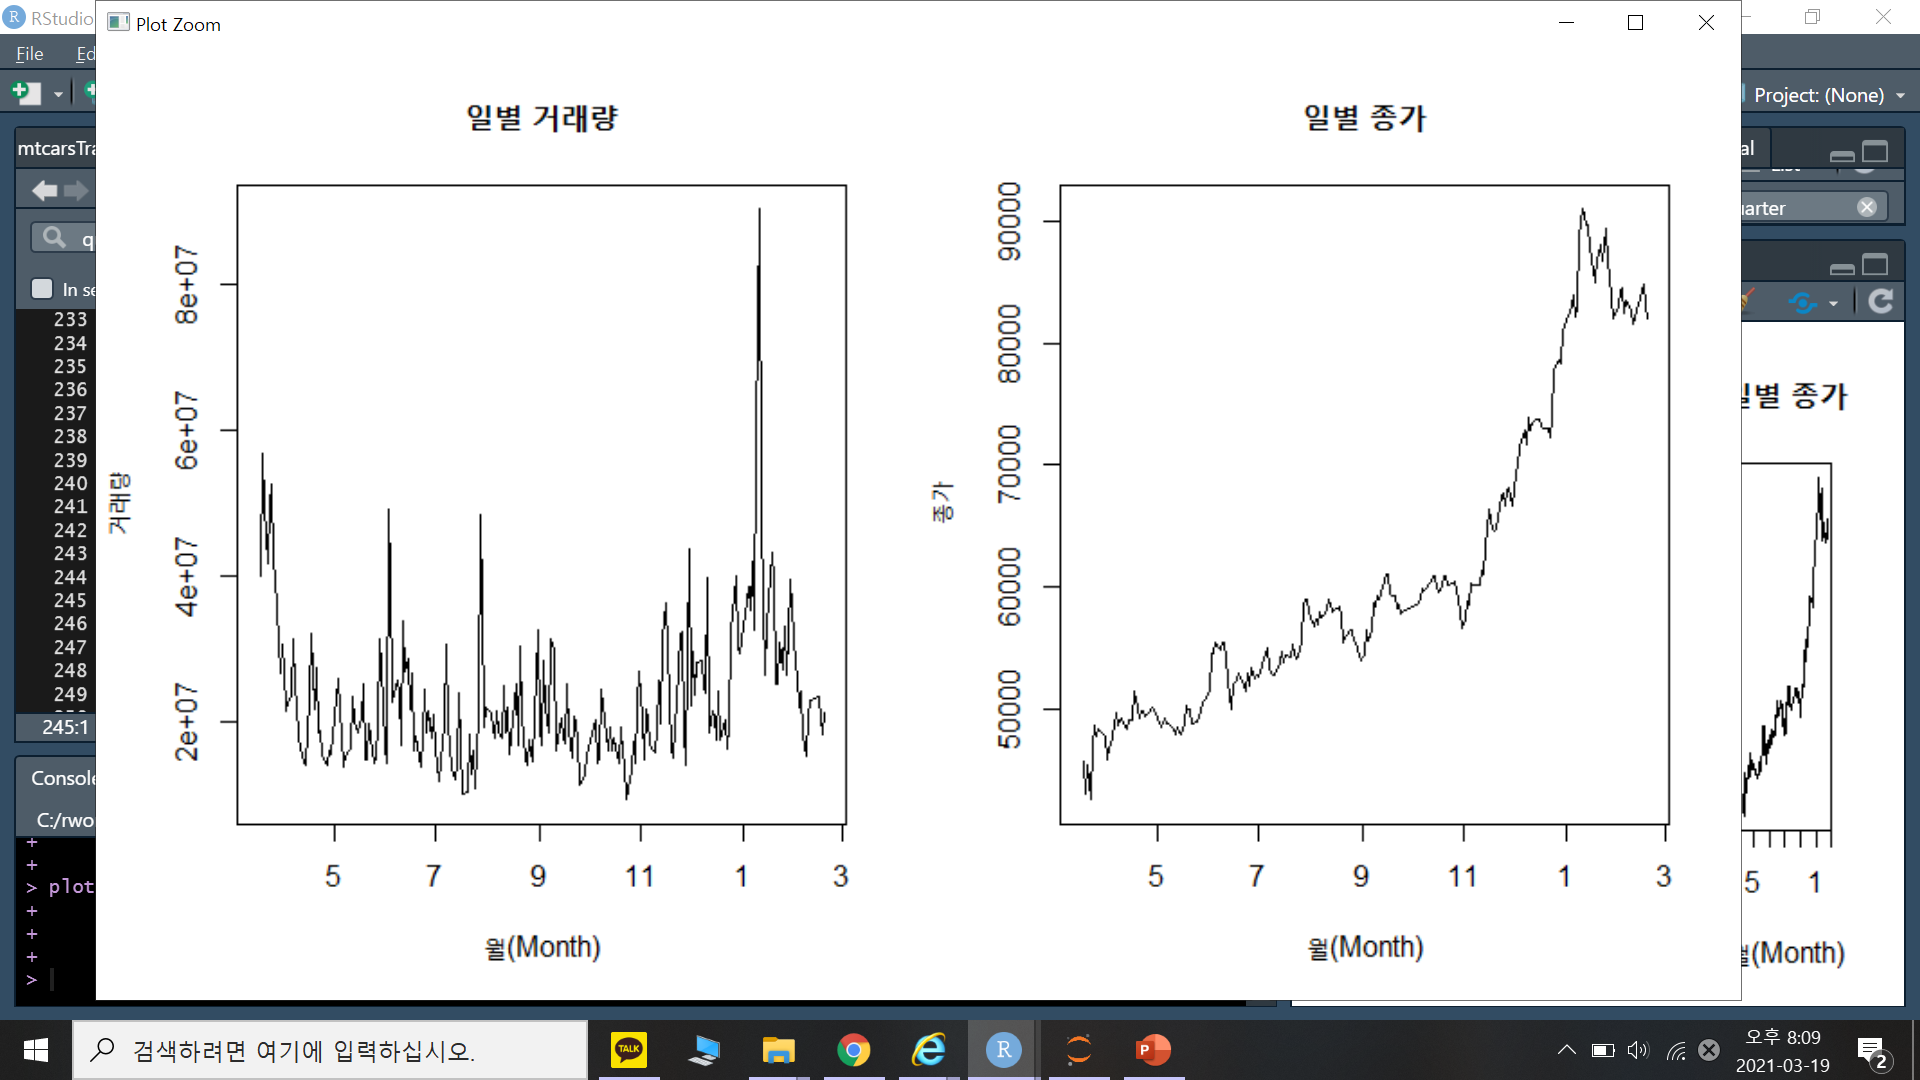 RStudio
Plot Zoom
File
Project: (None)
mtcarsTra
al
List
uarter
q
In se
233
234
235
236
237
238
239
240
241
242
243
244
245
246
247
248
249
245:1
Console
C:/rwo
+
+
> plot
+
+
+
>
일별 거래량
거래량
8e+07
6e+07
4e+07
2e+07
5 7 9 11 1 3
월(Month)
일별 종가
종가
90000
80000
70000
60000
50000
5 7 9 11 1 3
월(Month)
일별 종가
5 1
월(Month)
검색하려면 여기에 입력하십시오.
TALK
R
P
오후 8:09
2021-03-19
2